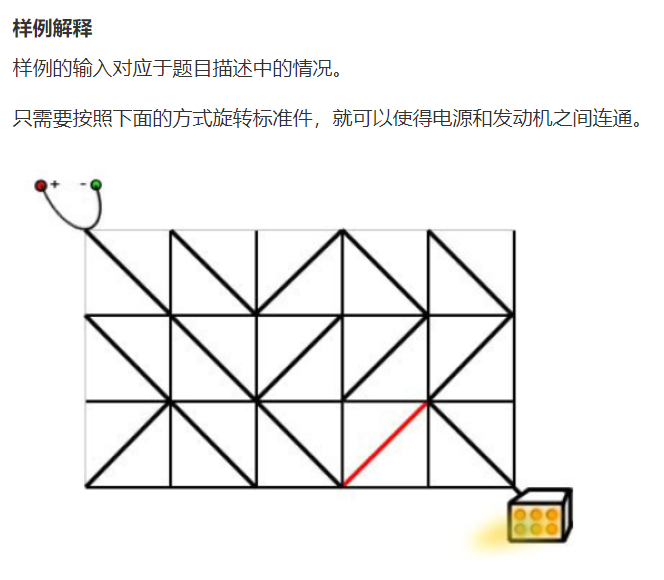 样例解释
样例的输入对应于题目描述中的情况。
只需要按照下面的方式旋转标准件，就可以使得电源和发动机之间连通。
+ -